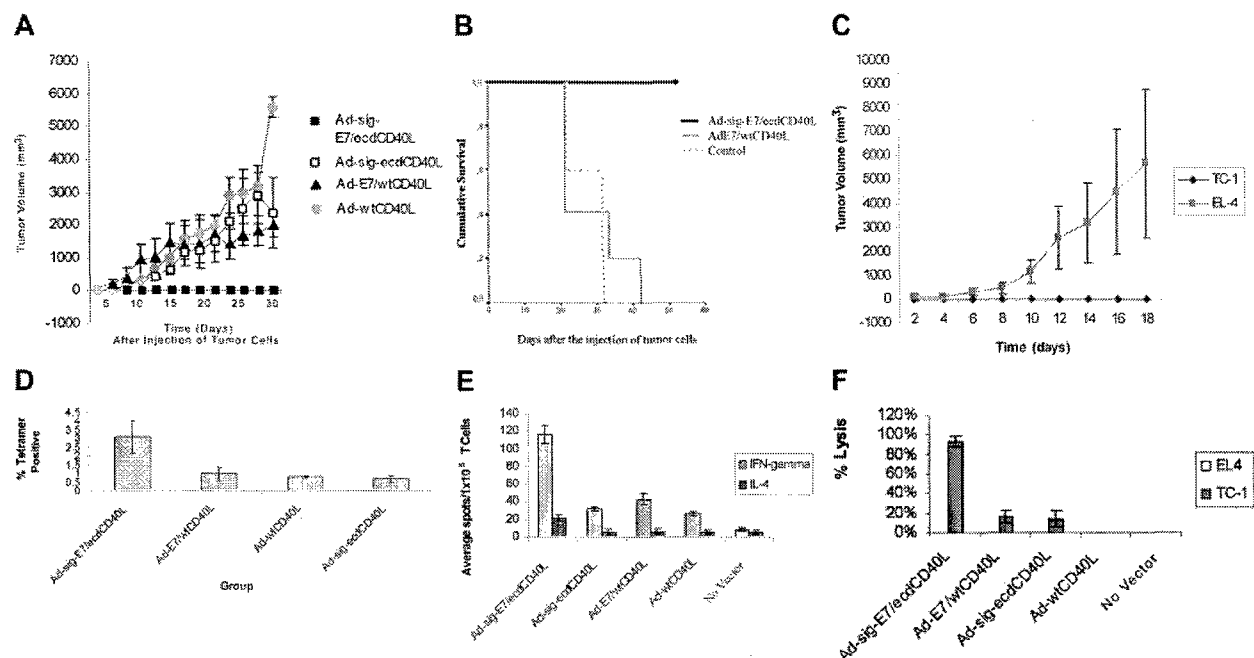 A
7000
6000
5000
4000
3000
2000
1000
0
-1000
Tumor Volume (mm³)
5 10 15 20 25 30
Time (Days)
After Injection of Tumor Cells
Ad-sig-
E7/ecdCD40L
Ad-sig-ecdCD40L
Ad-E7/wtCD40L
Ad-wtCD40L
B
Cumulative Survival
Ad-sig-E7/ecdCD40L
AdE7/wtCD40L
Control
Days after the injection of tumor cells
C
10000
9000
8000
7000
6000
5000
4000
3000
2000
1000
0
-1000
Tumor Volume (mm³)
2 4 6 8 10 12 14 16 18
Time (days)
TC-1
EL-4
D
% Tetramer
Positive
Ad-sig-E7/ecdCD40L
Ad-E7/wtCD40L
Ad-wtCD40L
Ad-sig-ecdCD40L
Group
E
140
120
100
80
60
40
20
0
Average spots/1x10⁵ T Cells
IFN-gamma
IL-4
Ad-sig-E7/ecdCD40L
Ad-sig-ecdCD40L
Ad-E7/wtCD40L
Ad-wtCD40L
No Vector
F
120%
100%
80%
60%
40%
20%
0%
% Lysis
EL4
TC-1
Ad-sig-E7/ecdCD40L
Ad-E7/wtCD40L
Ad-sig-ecdCD40L
Ad-wtCD40L
No Vector